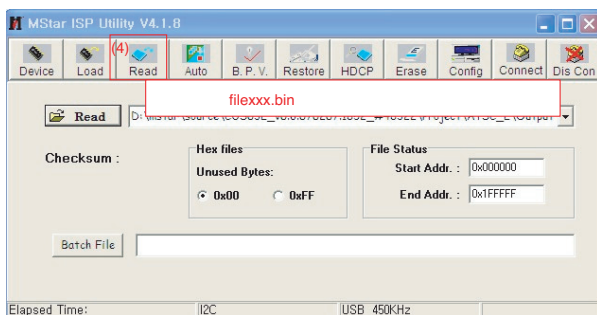 MStar ISP Utility V4.1.8
(4)
Device Load Read Auto B. P. V. Restore HDCP Erase Config Connect Dis Con
filexxx.bin
Read
Checksum :
Hex files
Unused Bytes:
0x00 0xFF
File Status
Start Addr. : 0x000000
End Addr. : 0x1FFFFF
Batch File
Elapsed Time: I2C USB 450KHz